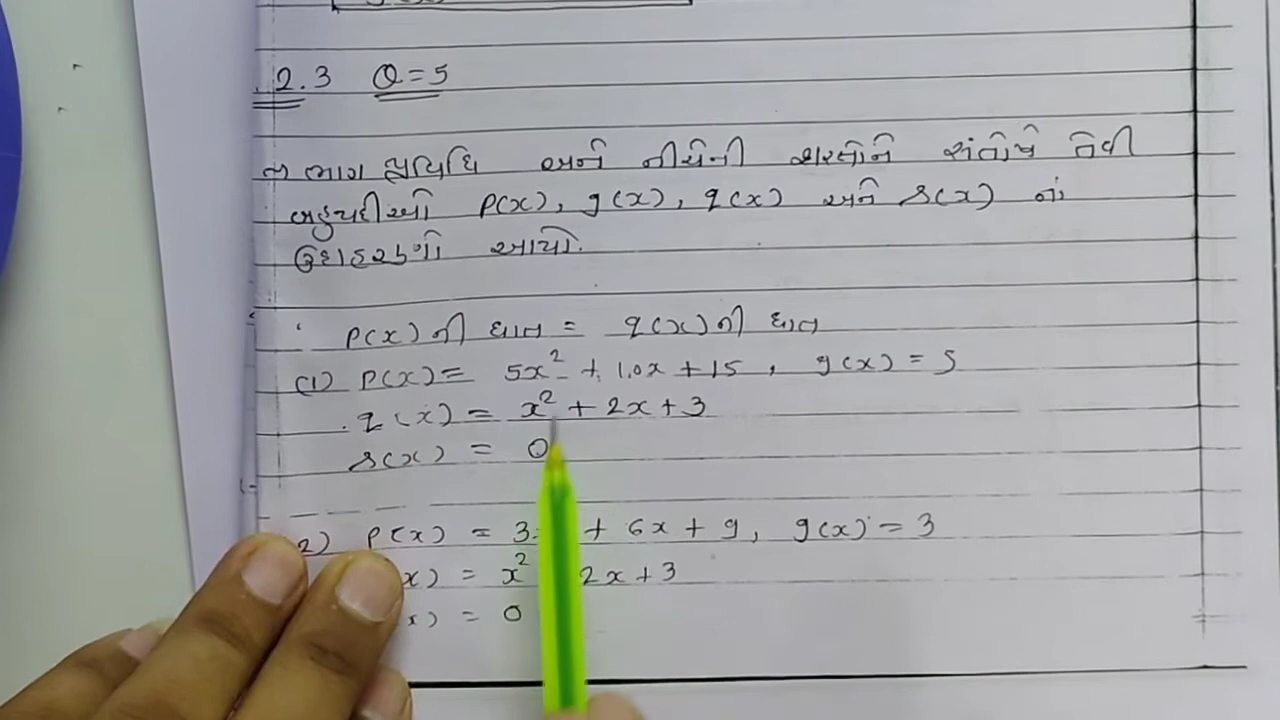 2.3 Q=5
જ ભાગ પ્રવિધિ અને નીચેની શરતોને સંતોષે તેવી
બહુપદીઓ P(x), g(x), q(x) અને r(x) નાં
ઉદાહરણો આપો.
P(x) ની ઘાત = q(x) ની ઘાત
(1) P(x) = 5x² + 10x + 15, g(x) = 5
q(x) = x² + 2x + 3
r(x) = 0
2) P(x) = 3 + 6x + 9, g(x) = 3
x) = x² 2x + 3
x) = 0